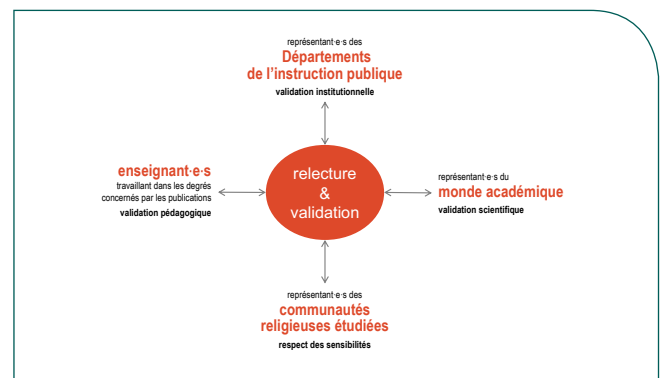 représentant·e·s des
Départements
de l'instruction publique
validation institutionnelle
enseignant·e·s
travaillant dans les degrés
concernés par les publications
validation pédagogique
relecture
&
validation
représentant·e·s du
monde académique
validation scientifique
représentant·e·s des
communautés
religieuses étudiées
respect des sensibilités